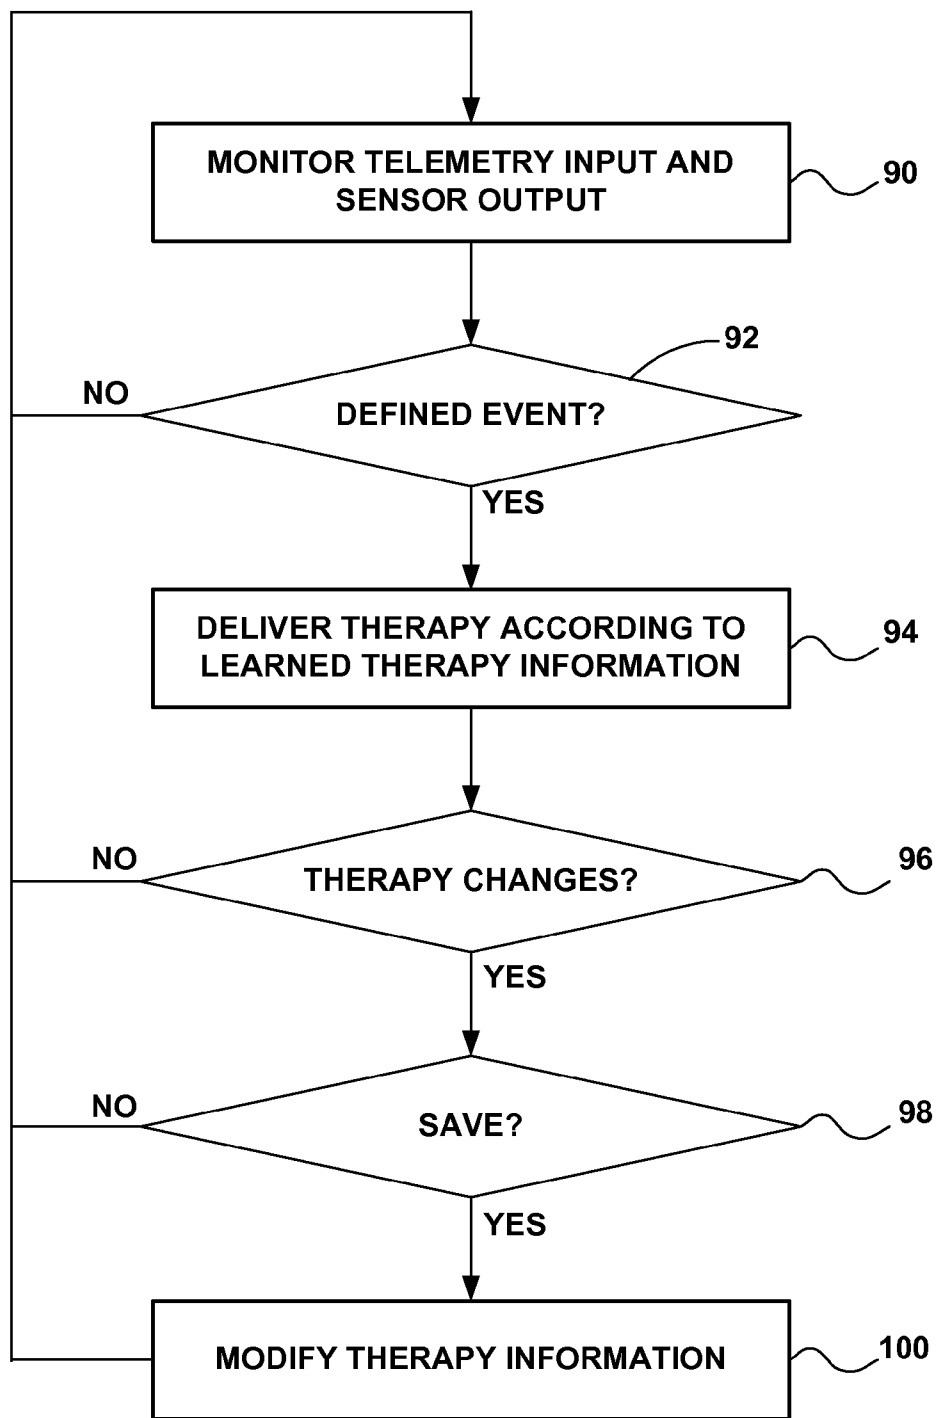 MONITOR TELEMETRY INPUT AND
SENSOR OUTPUT
90
92
NO
DEFINED EVENT?
YES
DELIVER THERAPY ACCORDING TO
LEARNED THERAPY INFORMATION
94
NO
THERAPY CHANGES?
96
YES
NO
SAVE?
98
YES
MODIFY THERAPY INFORMATION
100